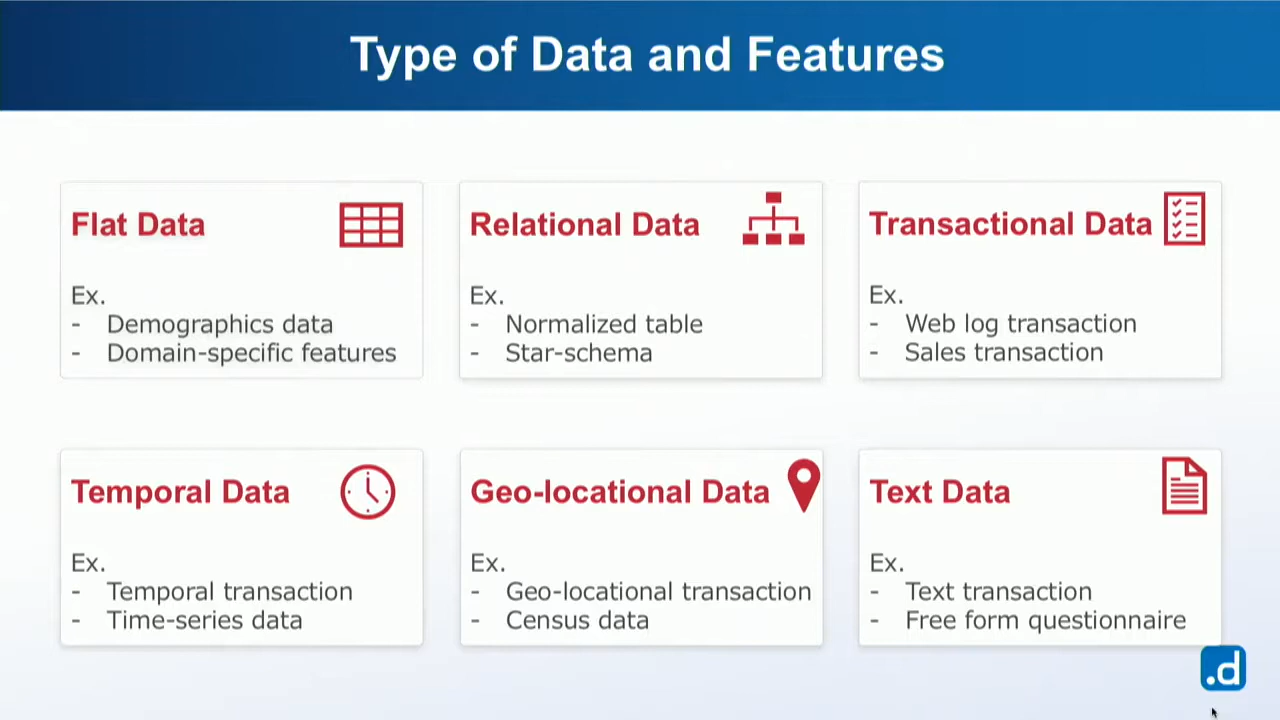 Type of Data and Features
Flat Data
Ex.
- Demographics data
- Domain-specific features
Relational Data
Ex.
- Normalized table
- Star-schema
Transactional Data
Ex.
- Web log transaction
- Sales transaction
Temporal Data
Ex.
- Temporal transaction
- Time-series data
Geo-locational Data
Ex.
- Geo-locational transaction
- Census data
Text Data
Ex.
- Text transaction
- Free form questionnaire
.d